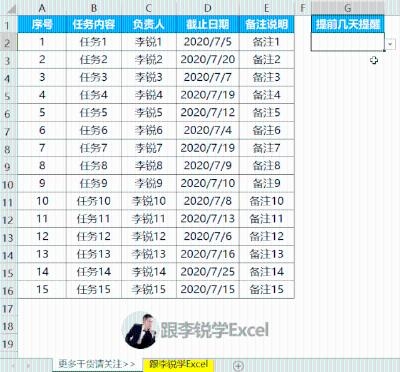 A B C D E F G
1 序号 任务内容 负责人 截止日期 备注说明 提前几天提醒
2 1 任务1 李锐1 2020/7/5 备注1
3 2 任务2 李锐2 2020/7/20 备注2
4 3 任务3 李锐3 2020/7/7 备注3
5 4 任务4 李锐4 2020/7/19 备注4
6 5 任务5 李锐5 2020/7/12 备注5
7 6 任务6 李锐6 2020/7/4 备注6
8 7 任务7 李锐7 2020/7/7 备注7
9 8 任务8 李锐8 2020/7/9 备注8
10 9 任务9 李锐9 2020/7/10 备注9
11 10 任务10 李锐10 2020/7/8 备注10
12 11 任务11 李锐11 2020/7/13 备注11
13 12 任务12 李锐12 2020/7/6 备注12
14 13 任务13 李锐13 2020/7/16 备注13
15 14 任务14 李锐14 2020/7/25 备注14
16 15 任务15 李锐15 2020/7/15 备注15
17
18 跟李锐学Excel
19
更多干货请关注>> 跟李锐学Excel